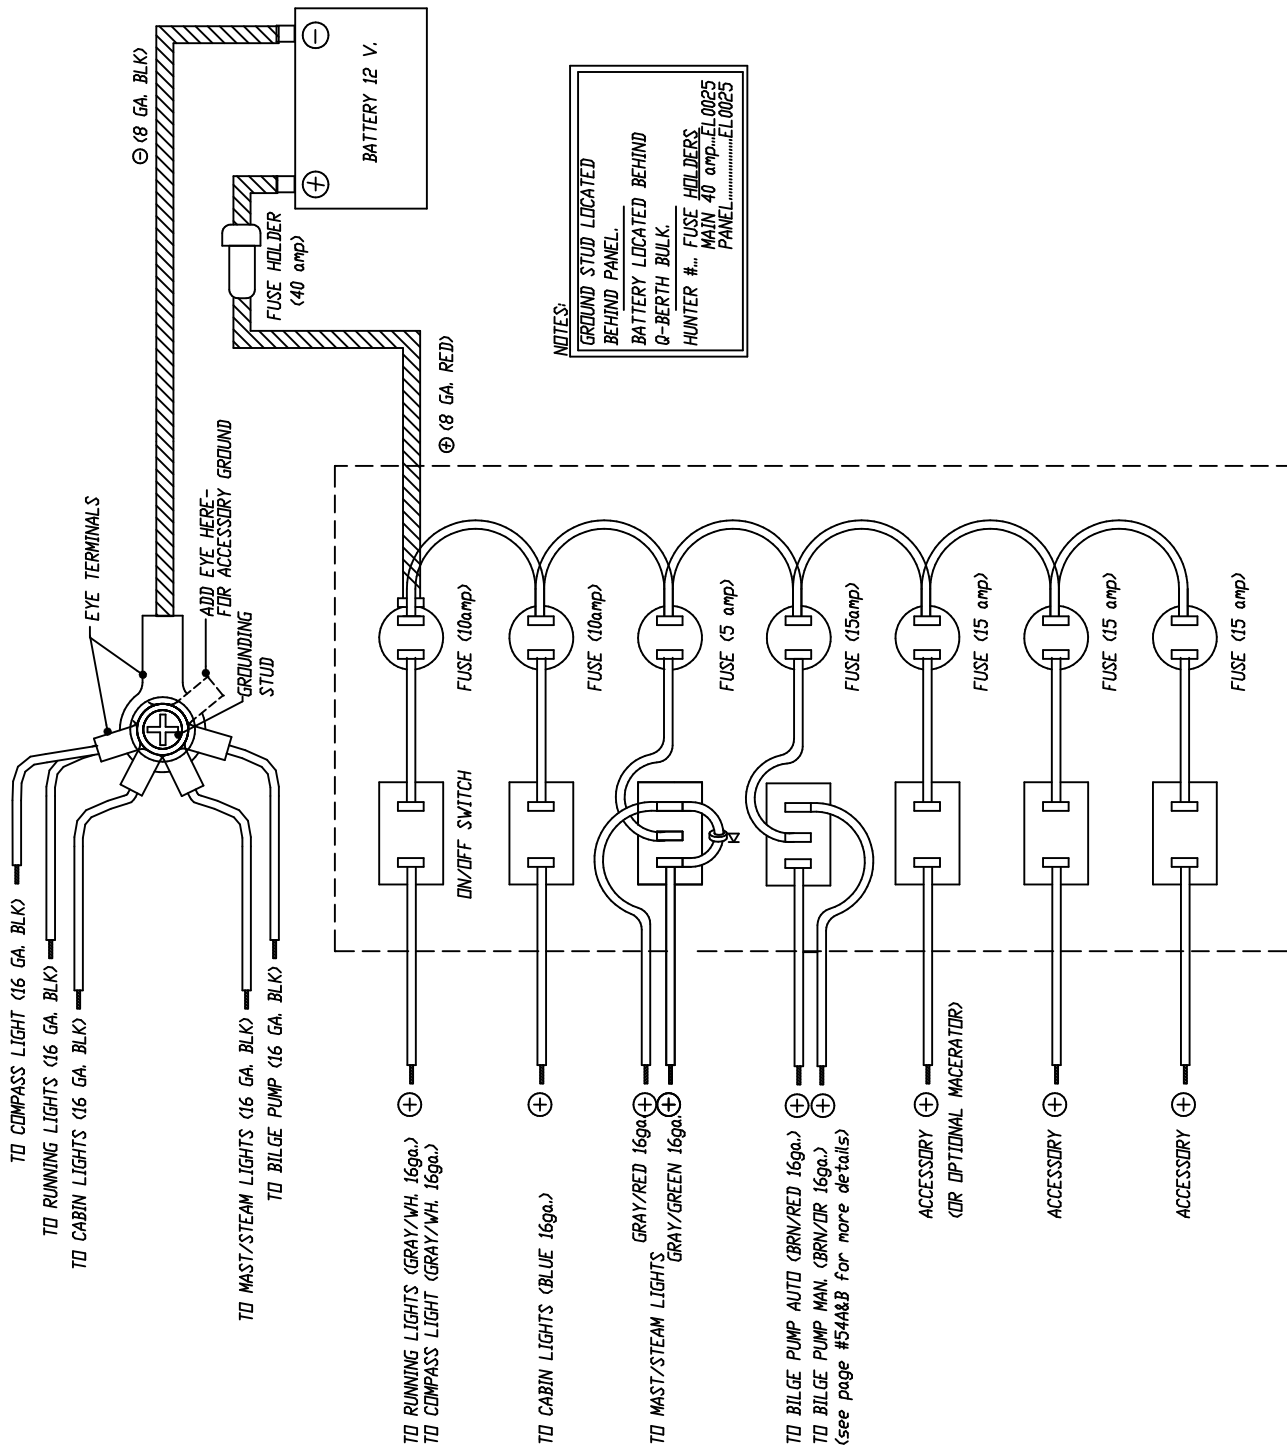 TO COMPASS LIGHT (16 GA. BLK)
TO RUNNING LIGHTS (16 GA. BLK)
TO CABIN LIGHTS (16 GA. BLK)
TO MAST/STEAM LIGHTS (16 GA. BLK)
TO BILGE PUMP (16 GA. BLK)
EYE TERMINALS
ADD EYE HERE-
FOR ACCESSORY GROUND
GROUNDING
STUD
⊖ (8 GA. BLK)
BATTERY 12 V.
− +
FUSE HOLDER
(40 amp)
⊕ (8 GA. RED)
NOTES:
GROUND STUD LOCATED
BEHIND PANEL.
BATTERY LOCATED BEHIND
Q-BERTH BULK.
HUNTER #... FUSE HOLDERS
MAIN 40 amp...EL0025
PANEL...............EL0025
TO RUNNING LIGHTS (GRAY/WH. 16ga.)
TO COMPASS LIGHT (GRAY/WH. 16ga.)
+
ON/OFF SWITCH
FUSE (10amp)
TO CABIN LIGHTS (BLUE 16ga.)
+
FUSE (10amp)
GRAY/RED 16ga.
+
TO MAST/STEAM LIGHTS
GRAY/GREEN 16ga.
+
FUSE (5 amp)
TO BILGE PUMP AUTO (BRN/RED 16ga.)
+
TO BILGE PUMP MAN. (BRN/OR 16ga.)
+
(see page #54A&B for more details)
FUSE (15amp)
ACCESSORY +
(OR OPTIONAL MACERATOR)
FUSE (15 amp)
ACCESSORY +
FUSE (15 amp)
ACCESSORY +
FUSE (15 amp)